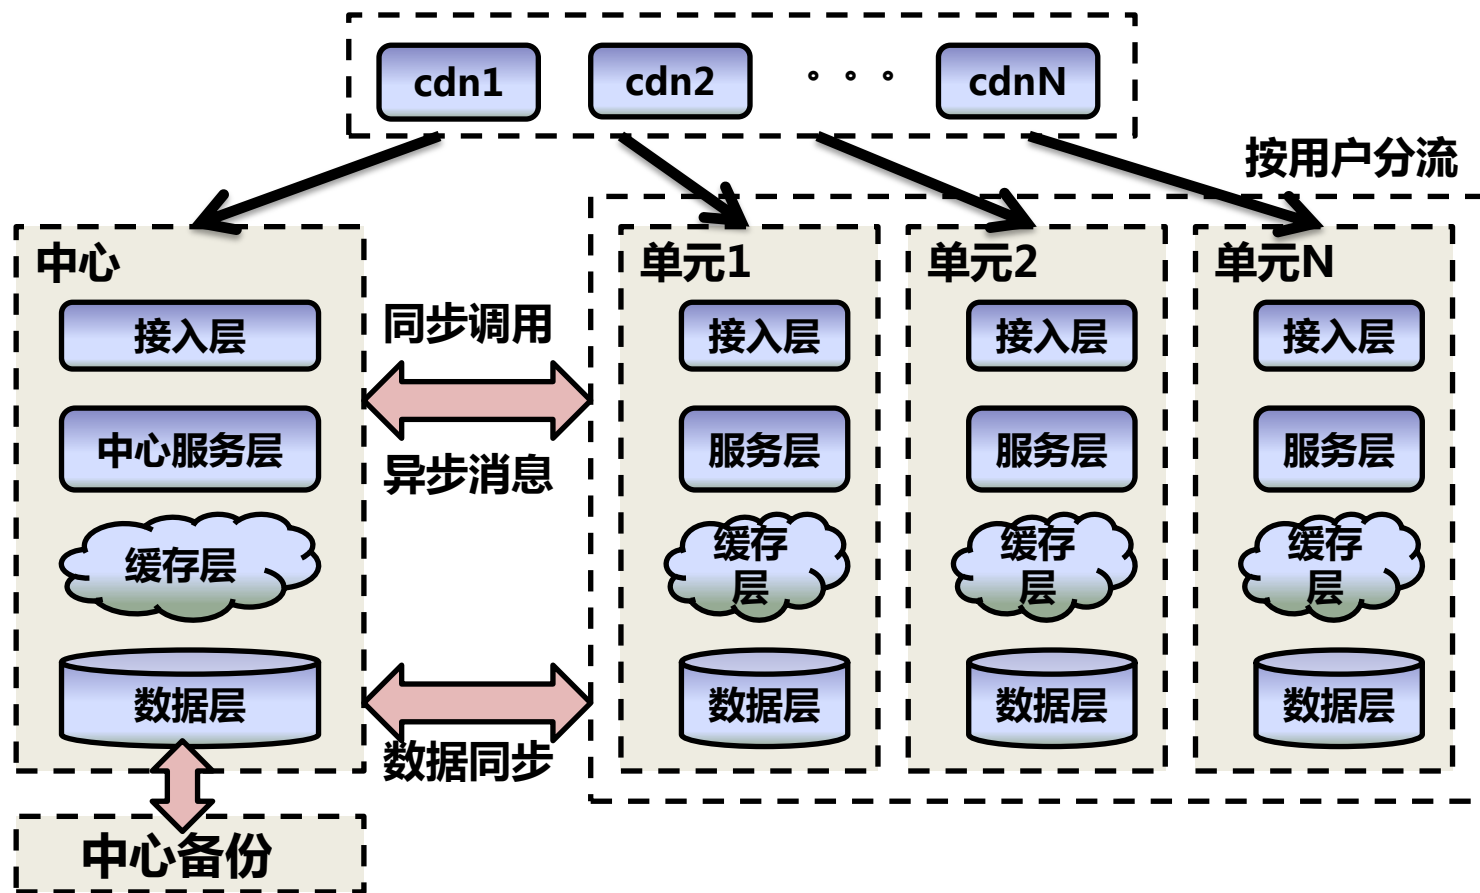 cdn1
cdn2
。。。
cdnN
按用户分流
中心
接入层
中心服务层
缓存层
数据层
同步调用
异步消息
数据同步
单元1
接入层
服务层
缓存
层
数据层
单元2
接入层
服务层
缓存
层
数据层
单元N
接入层
服务层
缓存
层
数据层
中心备份